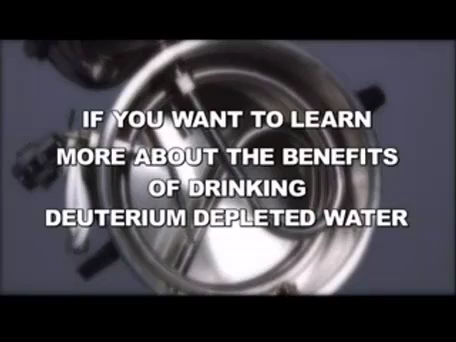 IF YOU WANT TO LEARN
MORE ABOUT THE BENEFITS
OF DRINKING
DEUTERIUM DEPLETED WATER